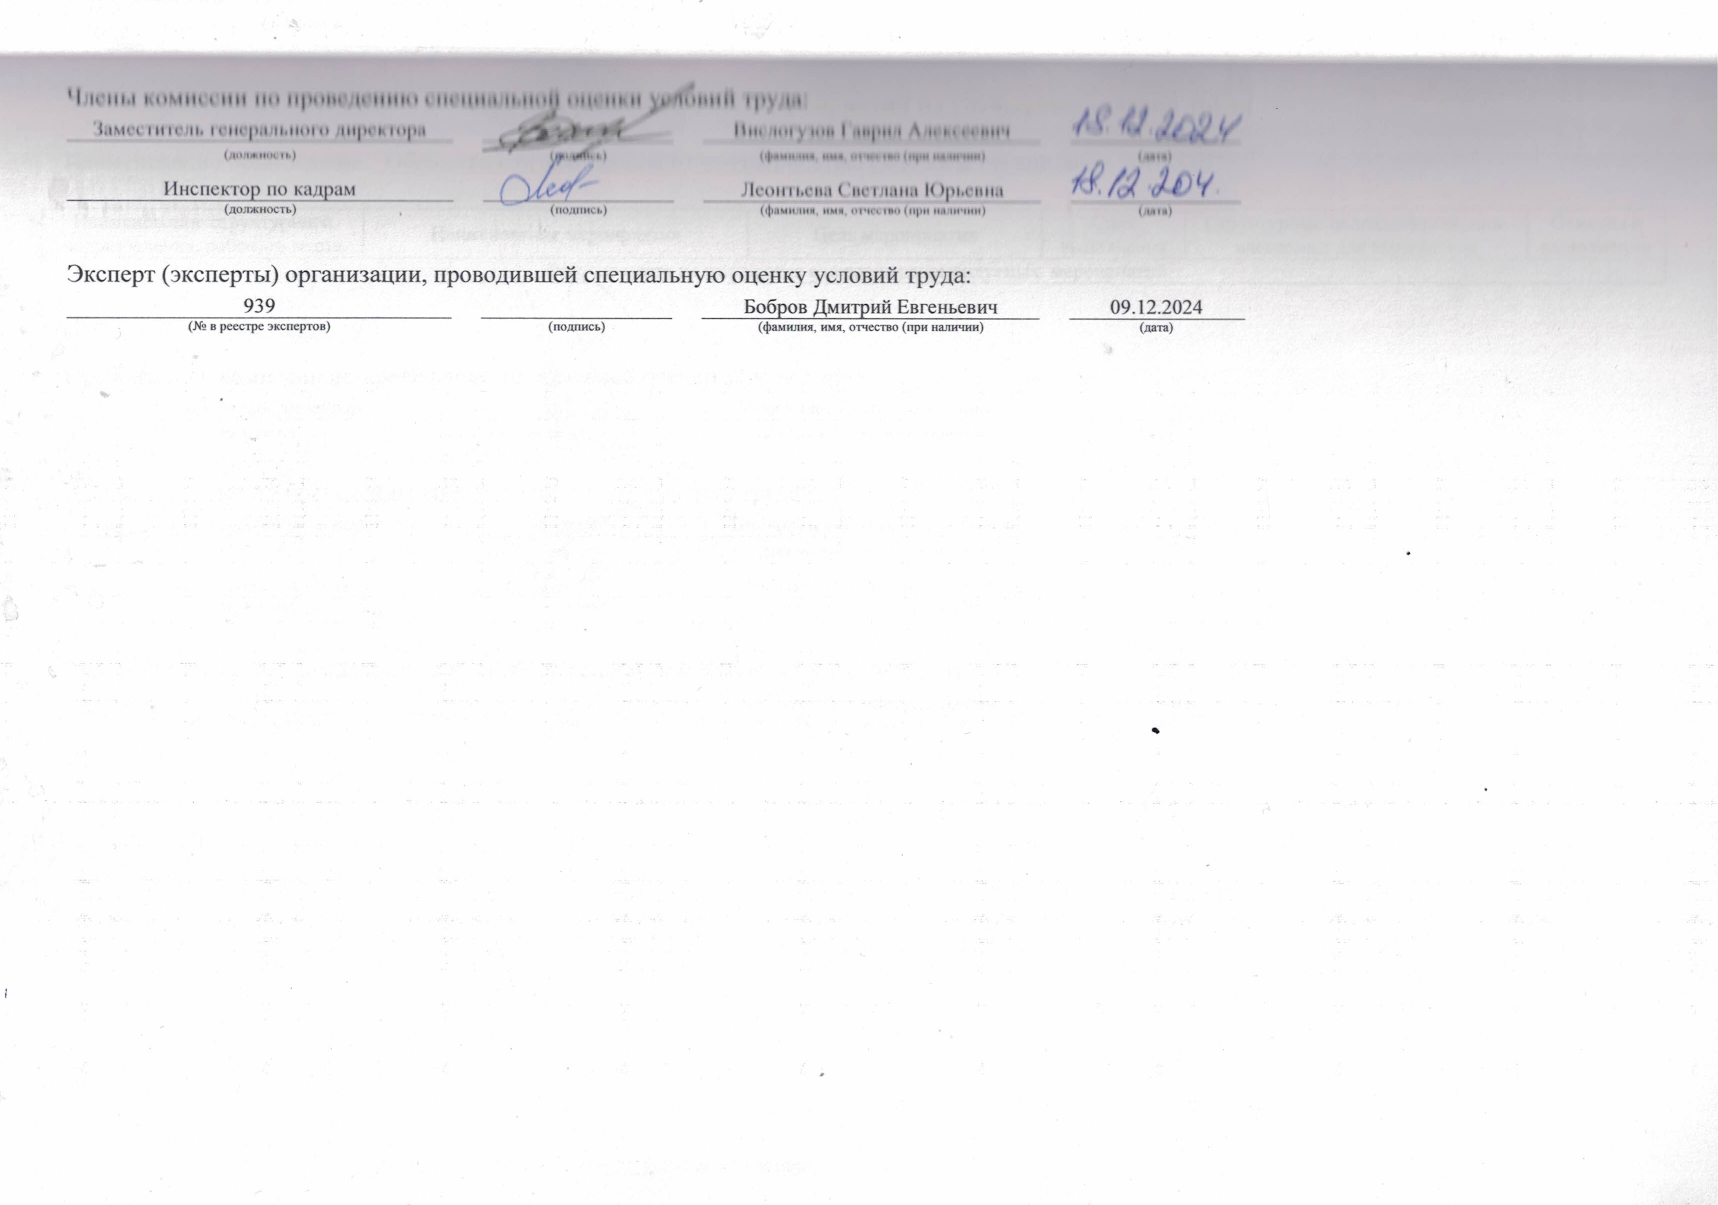 Члены комиссии по проведению специальной оценки условий труда:
Заместитель генерального директора Вислогузов Гаврил Алексеевич 18.12.2024
(должность) (подпись) (фамилия, имя, отчество (при наличии) (дата)
Инспектор по кадрам Леонтьева Светлана Юрьевна 18.12.204.
(должность) (подпись) (фамилия, имя, отчество (при наличии) (дата)
Эксперт (эксперты) организации, проводившей специальную оценку условий труда:
939 Бобров Дмитрий Евгеньевич 09.12.2024
(№ в реестре экспертов) (подпись) (фамилия, имя, отчество (при наличии) (дата)